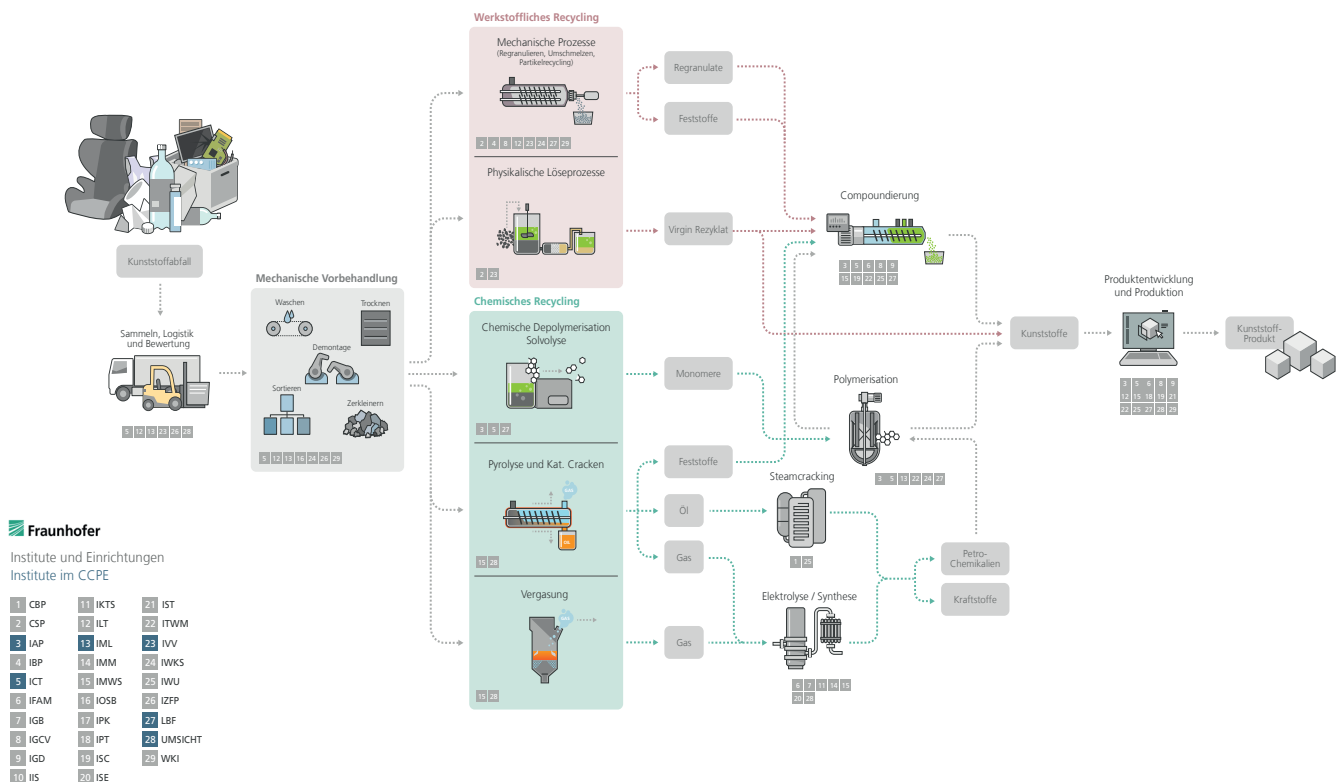 Werkstoffliches Recycling
Mechanische Prozesse
(Regranulieren, Umschmelzen,
Partikelrecycling)
2 4 8 12 23 24 27 29
Regranulate
Feststoffe
Physikalische Löseprozesse
2 23
Virgin Rezyklat
Compoundierung
3 5 6 8 9
15 19 22 25 27
Kunststoffabfall
Sammeln, Logistik
und Bewertung
5 12 13 23 26 28
Mechanische Vorbehandlung
Waschen
Trocknen
Demontage
Sortieren
Zerkleinern
5 12 13 16 24 26 29
Chemisches Recycling
Chemische Depolymerisation
Solvolyse
3 5 27
Monomere
Pyrolyse und Kat. Cracken
15 28
Feststoffe
Öl
Gas
Vergasung
15 28
Gas
Polymerisation
3 5 13 22 24 27
Steamcracking
1 25
Elektrolyse / Synthese
6 7 11 14 15
20 28
Petro-
Chemikalien
Kraftstoffe
Kunststoffe
Produktentwicklung
und Produktion
3 5 6 8 9
12 15 18 19 21
22 25 27 28 29
Kunststoff-
Produkt
Fraunhofer
Institute und Einrichtungen
Institute im CCPE
1 CBP
2 CSP
3 IAP
4 IBP
5 ICT
6 IFAM
7 IGB
8 IGCV
9 IGD
10 IIS
11 IKTS
12 ILT
13 IML
14 IMM
15 IMWS
16 IOSB
17 IPK
18 IPT
19 ISC
20 ISE
21 IST
22 ITWM
23 IVV
24 IWKS
25 IWU
26 IZFP
27 LBF
28 UMSICHT
29 WKI